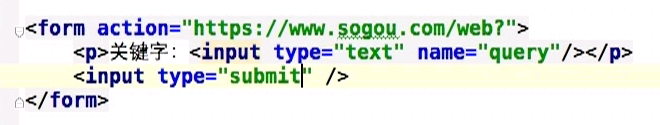 <form action="https://www.sogou.com/web?">
<p>关键字: <input type="text" name="query"/></p>
<input type="submit" />
</form>